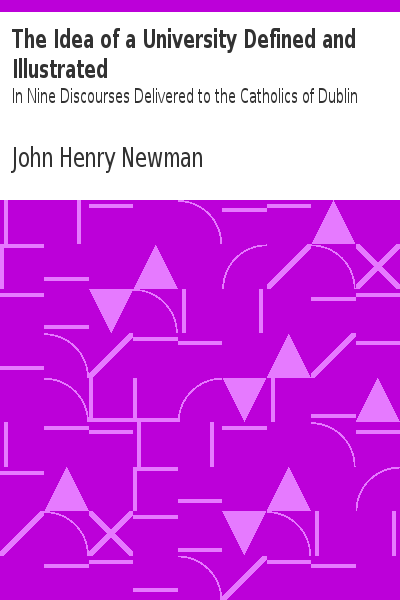 The Idea of a University Defined and
Illustrated
In Nine Discourses Delivered to the Catholics of Dublin
John Henry Newman